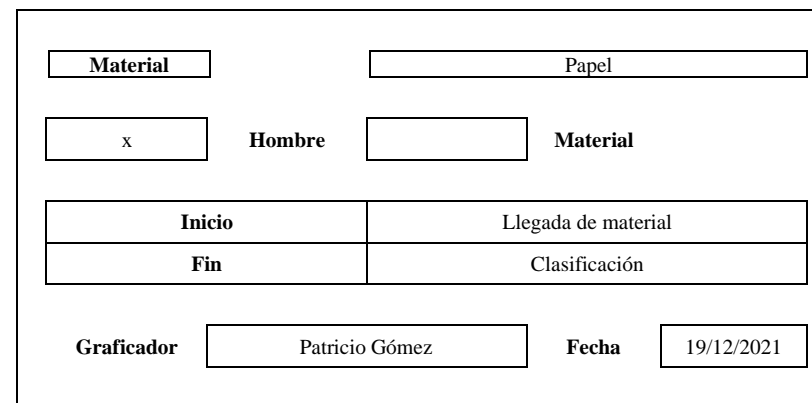 Material Papel
x Hombre Material
Inicio Llegada de material
Fin Clasificación
Graficador Patricio Gómez Fecha 19/12/2021